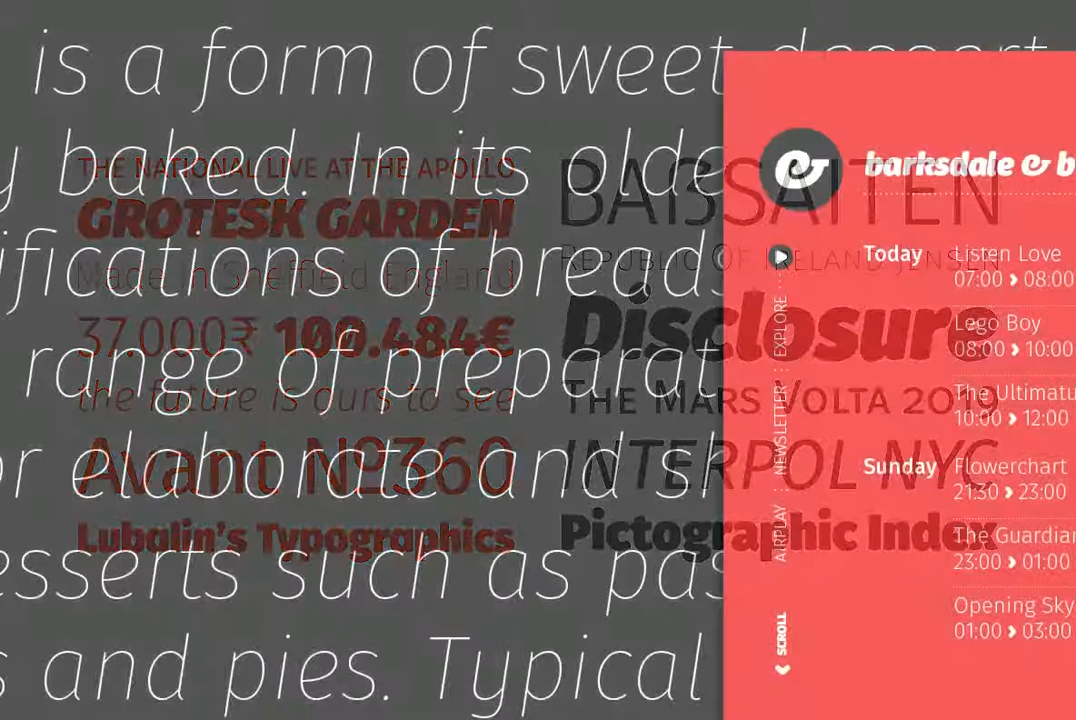 is a form of sweet dessert
y baked. In its olde
ifications of breads
range of preparat
or elaborate and sk
esserts such as pas
s and pies. Typical
THE NATIONAL LIVE AT THE APOLLO
GROTESK GARDEN
Made In Sheffield England
37.000₹ 100.484€
the future is ours to see
Avant №360
Lubalin's Typographics
BAẞSAITEN
REPUBLIC OF IRELAND JENSEN
Disclosure
THE MARS VOLTA 2019
INTERPOL NYC
Pictographic Index
&
barksdale & b
Today
Listen Love
07:00 › 08:00
Lego Boy
08:00 › 10:00
The Ultimatu
10:00 › 12:00
Sunday
Flowerchart
21:30 › 23:00
The Guardian
23:00 › 01:00
Opening Sky
01:00 › 03:00
AIRPLAY :: NEWSLETTER :: EXPLORE
SCROLL